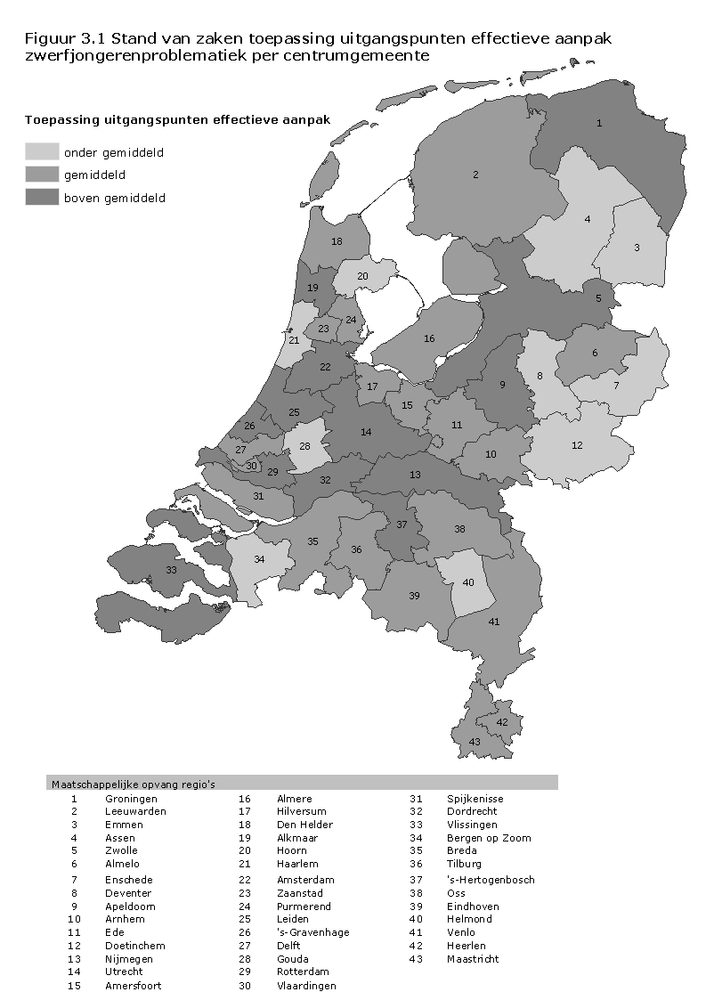 Figuur 3.1 Stand van zaken toepassing uitgangspunten effectieve aanpak
zwerfjongerenproblematiek per centrumgemeente
Toepassing uitgangspunten effectieve aanpak
onder gemiddeld
gemiddeld
boven gemiddeld
1
2
4
3
18
20
19
5
24
23
21
16
6
22
8
7
9
17
15
25
11
26
14
28
12
27
10
30
29
13
32
31
37
38
35
36
34
33
40
39
41
42
43
Maatschappelijke opvang regio's
1 Groningen 16 Almere 31 Spijkenisse
2 Leeuwarden 17 Hilversum 32 Dordrecht
3 Emmen 18 Den Helder 33 Vlissingen
4 Assen 19 Alkmaar 34 Bergen op Zoom
5 Zwolle 20 Hoorn 35 Breda
6 Almelo 21 Haarlem 36 Tilburg
7 Enschede 22 Amsterdam 37 's-Hertogenbosch
8 Deventer 23 Zaanstad 38 Oss
9 Apeldoorn 24 Purmerend 39 Eindhoven
10 Arnhem 25 Leiden 40 Helmond
11 Ede 26 's-Gravenhage 41 Venlo
12 Doetinchem 27 Delft 42 Heerlen
13 Nijmegen 28 Gouda 43 Maastricht
14 Utrecht 29 Rotterdam
15 Amersfoort 30 Vlaardingen